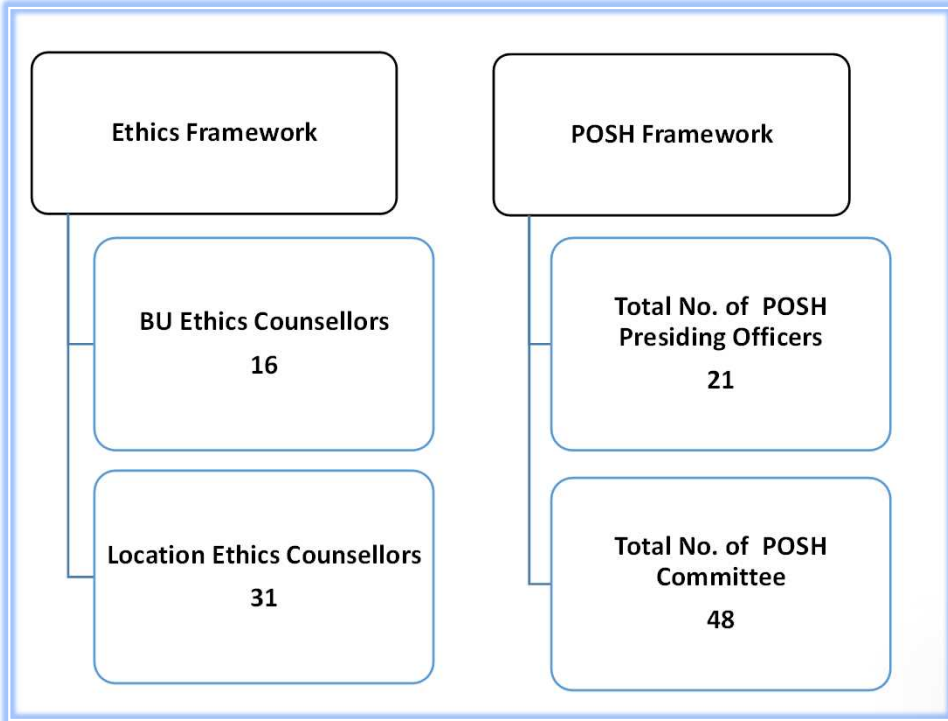 Ethics Framework
BU Ethics Counsellors
16
Location Ethics Counsellors
31
POSH Framework
Total No. of POSH
Presiding Officers
21
Total No. of POSH
Committee
48